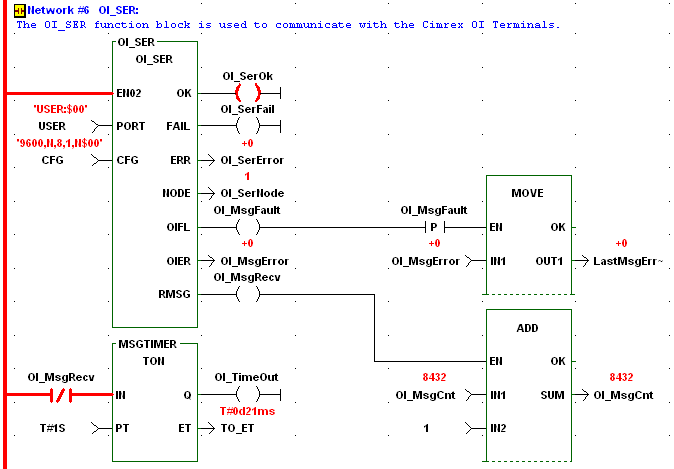 Network #6 OI_SER:
The OI_SER function block is used to communicate with the Cimrex OI Terminals.
OI_SER
OI_SER
OI_SerOk
EN02 OK
'USER:$00' OI_SerFail
USER PORT FAIL
'9600,N,8,1,N$00' +0
CFG CFG ERR OI_SerError
1
NODE OI_SerNode
MOVE
OI_MsgFault OI_MsgFault
OIFL P EN OK
+0 +0 +0
OIER OI_MsgError OI_MsgError IN1 OUT1 LastMsgErr~
OI_MsgRecv
RMSG
ADD
MSGTIMER
TON EN OK
OI_MsgRecv OI_TimeOut 8432 8432
IN Q OI_MsgCnt IN1 SUM OI_MsgCnt
T#0d21ms
T#1S PT ET TO_ET 1 IN2